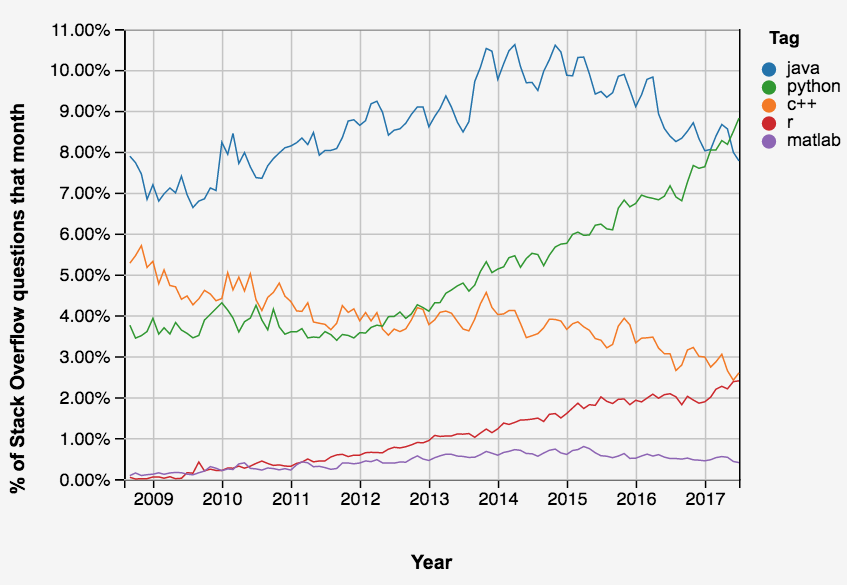 11.00%
10.00%
9.00%
8.00%
7.00%
6.00%
5.00%
4.00%
3.00%
2.00%
1.00%
0.00%
% of Stack Overflow questions that month
2009 2010 2011 2012 2013 2014 2015 2016 2017
Year
Tag
java
python
c++
r
matlab